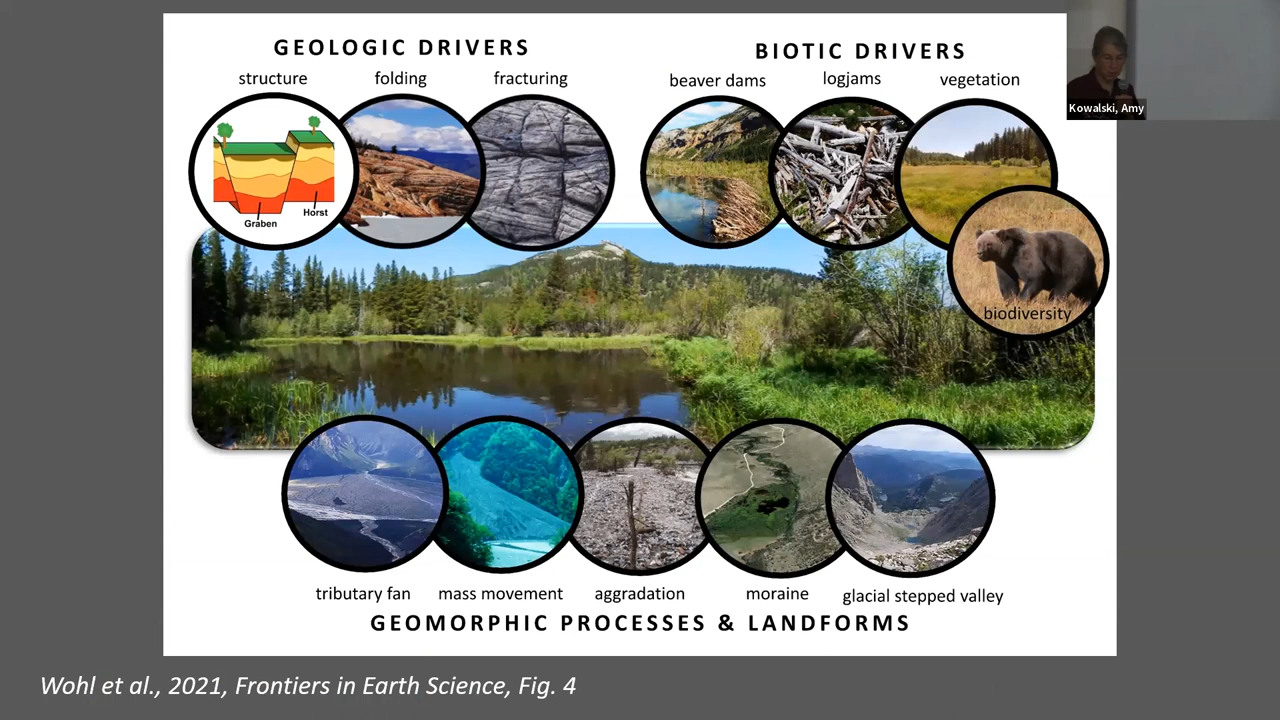 GEOLOGIC DRIVERS
structure folding fracturing
Graben
Horst
BIOTIC DRIVERS
beaver dams logjams vegetation
biodiversity
Kowalski, Amy
tributary fan mass movement aggradation moraine glacial stepped valley
GEOMORPHIC PROCESSES & LANDFORMS
Wohl et al., 2021, Frontiers in Earth Science, Fig. 4